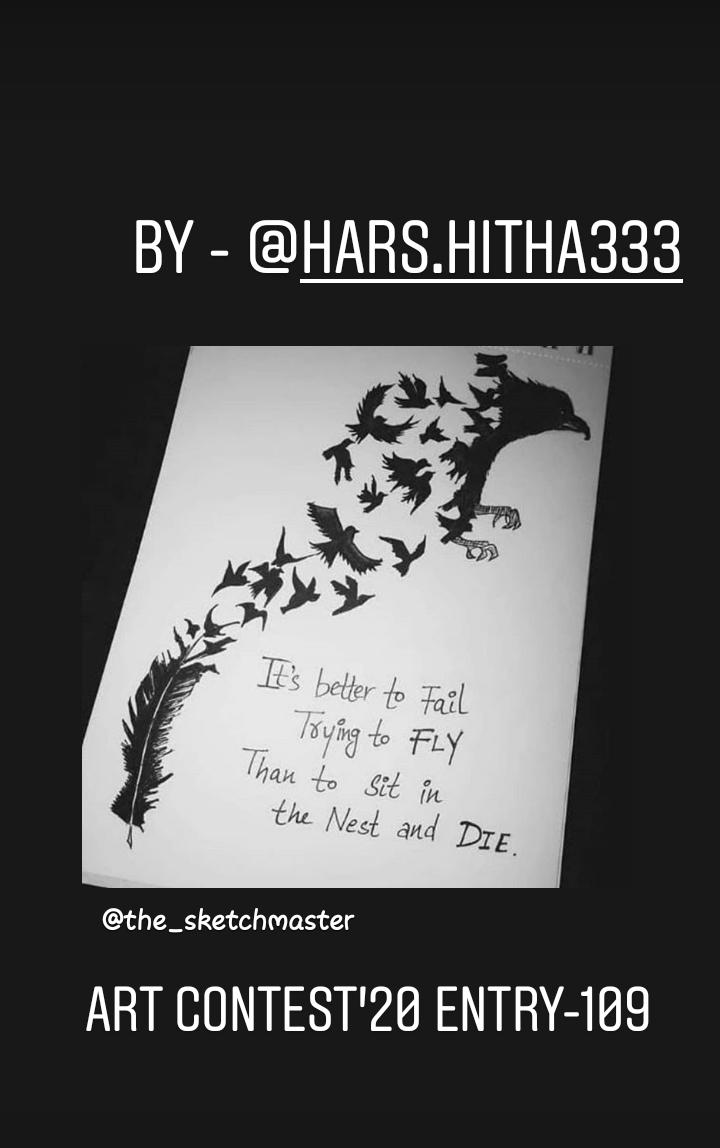 BY - @HARS.HITHA333
It's better to Fail
Trying to FLY
Than to sit in
the Nest and DIE.
@the_sketchmaster
ART CONTEST'20 ENTRY-109